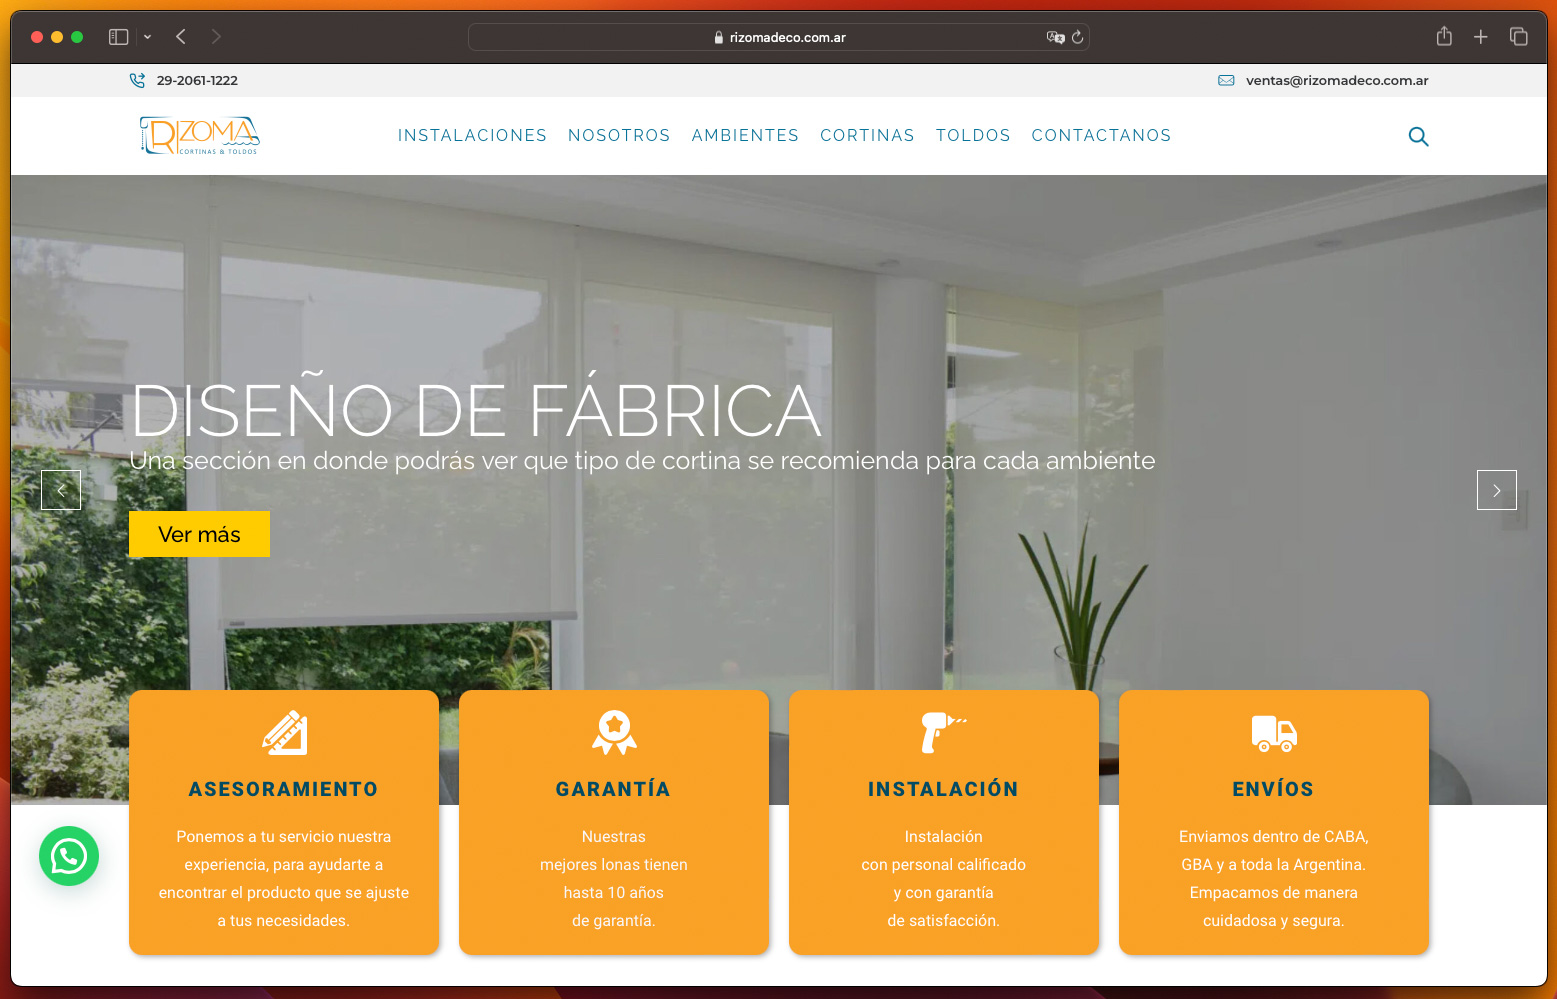 rizomadeco.com.ar
29-2061-1222
ventas@rizomadeco.com.ar
RIZOMA
CORTINAS & TOLDOS
INSTALACIONES NOSOTROS AMBIENTES CORTINAS TOLDOS CONTACTANOS
DISEÑO DE FÁBRICA
Una sección en donde podrás ver que tipo de cortina se recomienda para cada ambiente
Ver más
ASESORAMIENTO
Ponemos a tu servicio nuestra
experiencia, para ayudarte a
encontrar el producto que se ajuste
a tus necesidades.
GARANTÍA
Nuestras
mejores lonas tienen
hasta 10 años
de garantía.
INSTALACIÓN
Instalación
con personal calificado
y con garantía
de satisfacción.
ENVÍOS
Enviamos dentro de CABA,
GBA y a toda la Argentina.
Empacamos de manera
cuidadosa y segura.